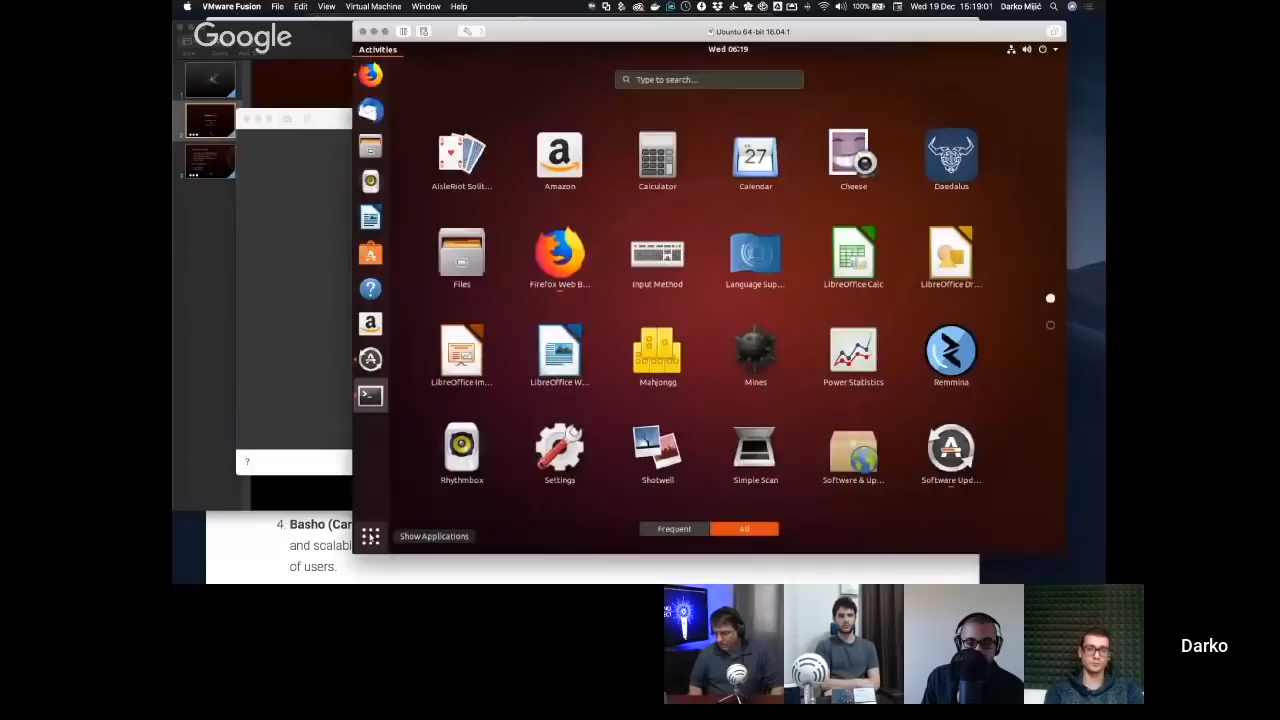 VMware Fusion File Edit View Virtual Machine Window Help 100% Wed 19 Dec 15:19:01 Darko Mijić
Google
Ubuntu 64-bit 18.04.1
Activities
Wed 06:19
Type to search...
AisleRiot Solit...
Amazon
Calculator
27
Calendar
Cheese
Daedalus
Files
Firefox Web B...
Input Method
Language Sup...
LibreOffice Calc
LibreOffice Dr...
LibreOffice Im...
LibreOffice W...
Mahjongg
Mines
Power Statistics
Remmina
Rhythmbox
Settings
Shotwell
Simple Scan
Software & Up...
Software Upd...
?
Frequent
All
Show Applications
4. Basho (Car
and scalabi
of users.
Darko